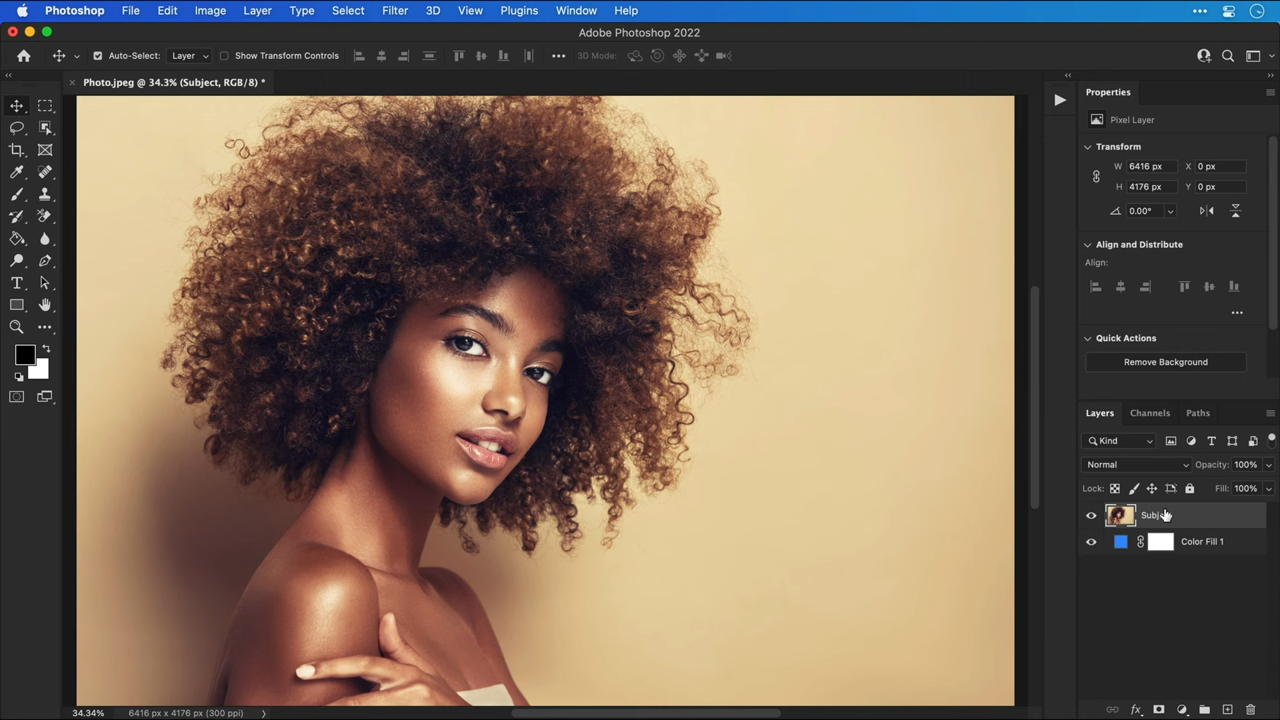 Photoshop File Edit Image Layer Type Select Filter 3D View Plugins Window Help
Adobe Photoshop 2022
Auto-Select: Layer Show Transform Controls 3D Mode:
Photo.jpeg @ 34.3% (Subject, RGB/8) *
Properties
Pixel Layer
Transform
W 6416 px X 0 px
H 4176 px Y 0 px
0.00°
Align and Distribute
Align:
Quick Actions
Remove Background
Layers Channels Paths
Kind
Normal Opacity: 100%
Lock: Fill: 100%
Color Fill 1
34.34% 6416 px x 4176 px (300 ppi)